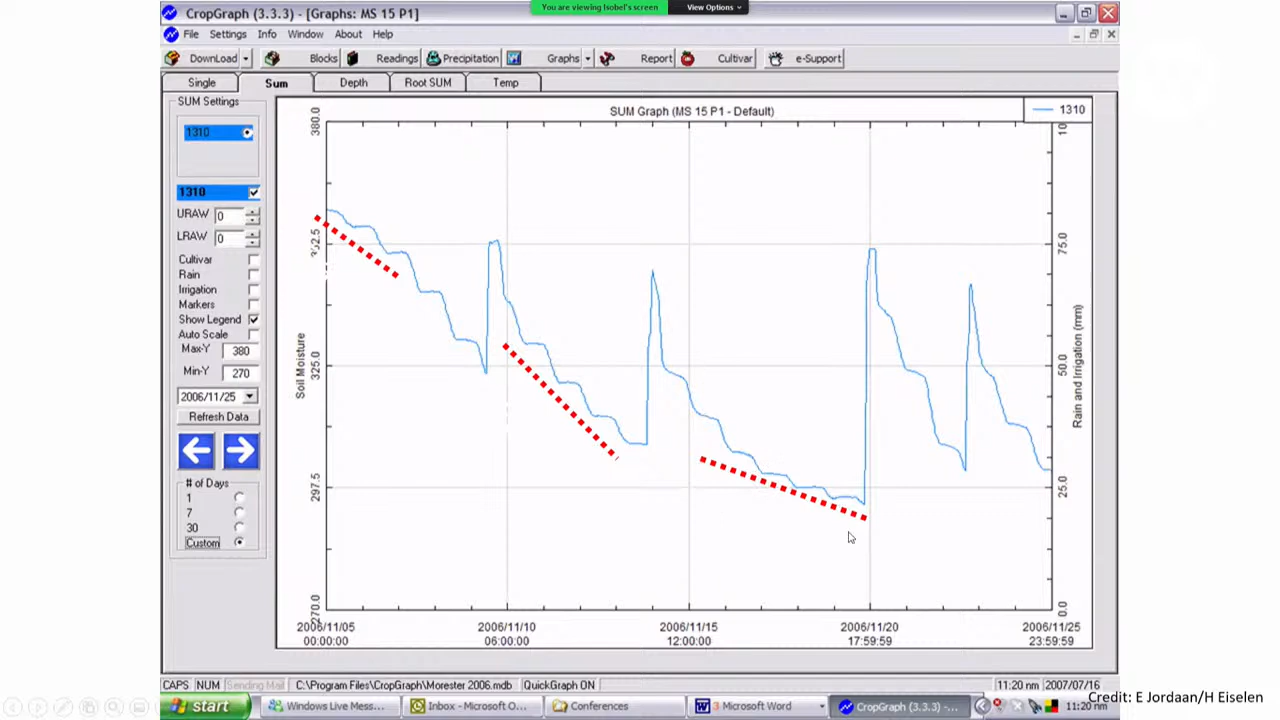 You are viewing Isobel's screen
View Options
CropGraph (3.3.3) - [Graphs: MS 15 P1]
File Settings Info Window About Help
DownLoad Blocks Readings Precipitation Graphs Report Cultivar e-Support
Single Sum Depth Root SUM Temp
SUM Settings
1310
1310
URAW 0
LRAW 0
Cultivar
Rain
Irrigation
Markers
Show Legend
Auto Scale
Max-Y 380
Min-Y 270
2006/11/25
Refresh Data
# of Days
1
7
30
Custom
SUM Graph (MS 15 P1 - Default)
1310
380.0
325.0
297.5
270.0
Soil Moisture
10
75.0
50.0
25.0
0.0
Rain and Irrigation (mm)
2006/11/05 2006/11/10 2006/11/15 2006/11/20 2006/11/25
00:00:00 06:00:00 12:00:00 17:59:59 23:59:59
CAPS NUM Sending Mail C:\Program Files\CropGraph\Morester 2006.mdb QuickGraph ON 11:20 nm 2007/07/16
start Windows Live Mess... Inbox - Microsoft O... Conferences 3 Microsoft Word CropGraph (3.3.3) -... 11:20 nm
Credit: E Jordaan/H Eiselen